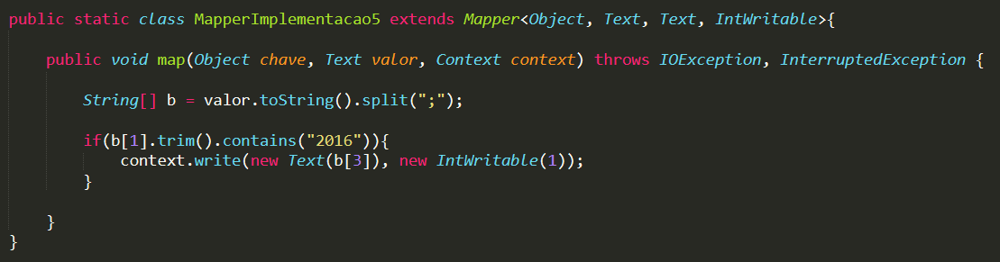 public static class MapperImplementacao5 extends Mapper<Object, Text, Text, IntWritable>{
public void map(Object chave, Text valor, Context context) throws IOException, InterruptedException {
String[] b = valor.toString().split(";");
if(b[1].trim().contains("2016")){
context.write(new Text(b[3]), new IntWritable(1));
}
}
}